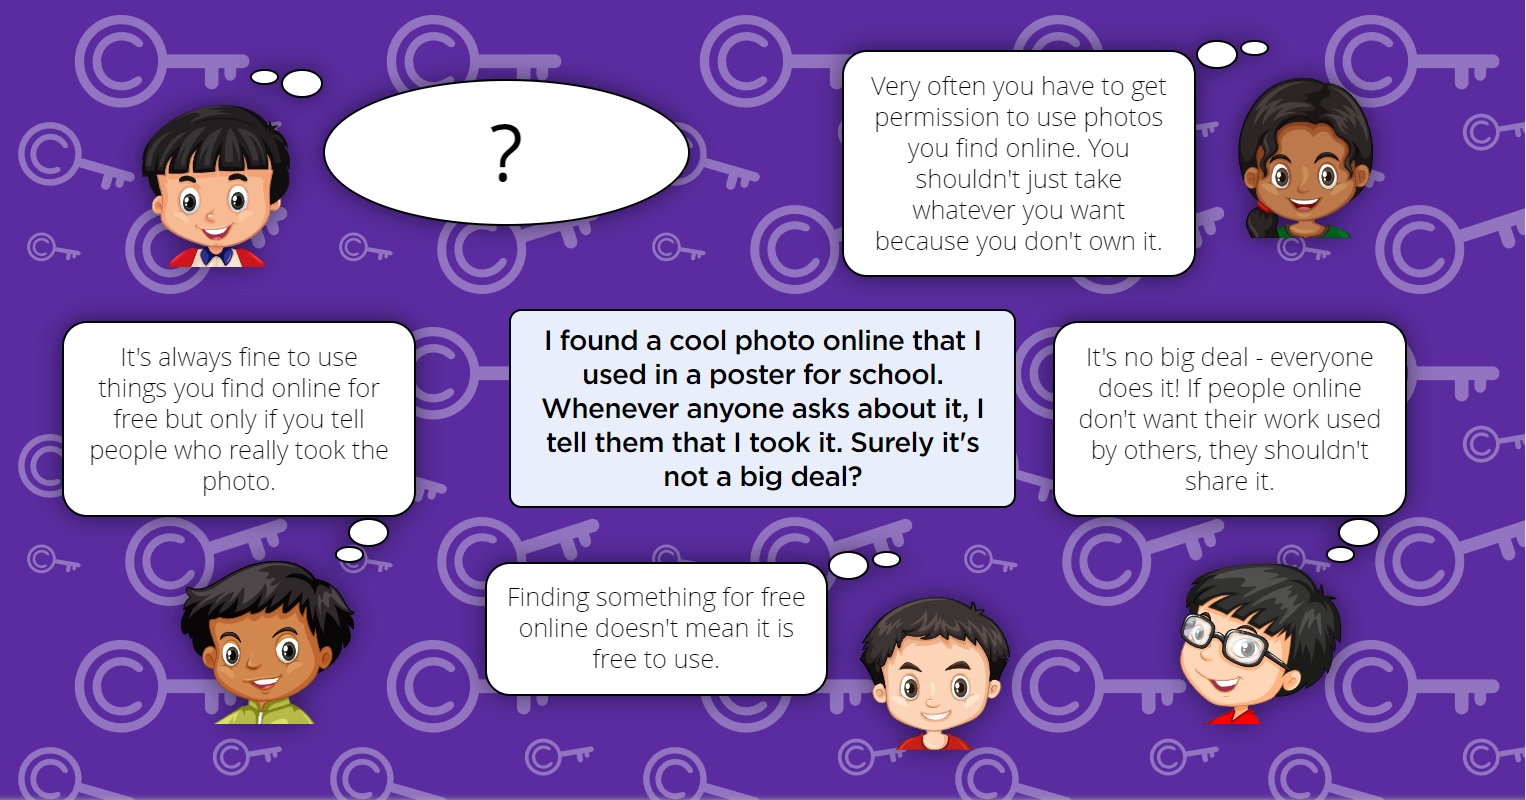 ?
Very often you have to get
permission to use photos
you find online. You
shouldn't just take
whatever you want
because you don't own it.
It's always fine to use
things you find online for
free but only if you tell
people who really took the
photo.
I found a cool photo online that I
used in a poster for school.
Whenever anyone asks about it, I
tell them that I took it. Surely it's
not a big deal?
It's no big deal - everyone
does it! If people online
don't want their work used
by others, they shouldn't
share it.
Finding something for free
online doesn't mean it is
free to use.